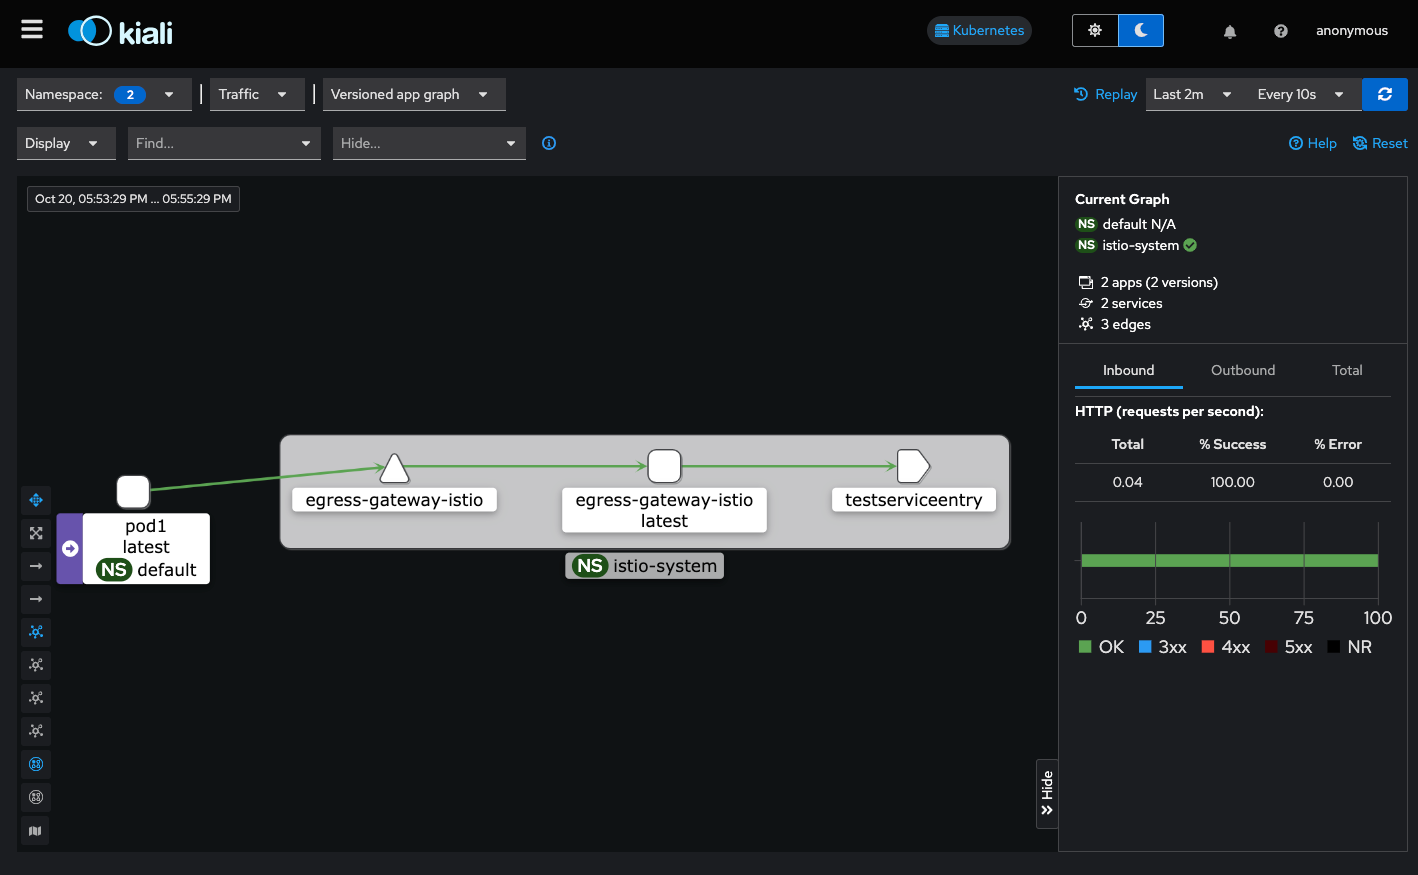 kiali
Kubernetes
anonymous
Namespace: 2
Traffic
Versioned app graph
Replay
Last 2m
Every 10s
Display
Find...
Hide...
Help
Reset
Oct 20, 05:53:29 PM ... 05:55:29 PM
pod1
latest
NS default
egress-gateway-istio
egress-gateway-istio
latest
testserviceentry
NS istio-system
Hide
Current Graph
NS default N/A
NS istio-system
2 apps (2 versions)
2 services
3 edges
Inbound
Outbound
Total
HTTP (requests per second):
Total % Success % Error
0.04 100.00 0.00
0 25 50 75 100
OK 3xx 4xx 5xx NR